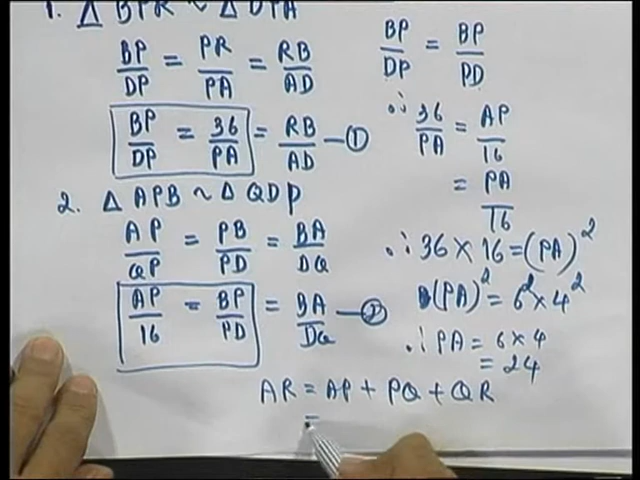 1. Δ BPR ~ Δ DPA
BP/DP = PR/PA = RB/AD
BP/DP = 36/PA = RB/AD — ①
2. Δ APB ~ Δ QDP
AP/QP = PB/PD = BA/DQ
AP/16 = BP/PD = BA/DQ — ②
BP/DP = BP/PD
∴ 36/PA = AP/16
= PA/16
∴ 36 × 16 = (PA)²
(PA)² = 6² × 4²
∴ PA = 6 × 4
= 24
AR = AP + PQ + QR
=